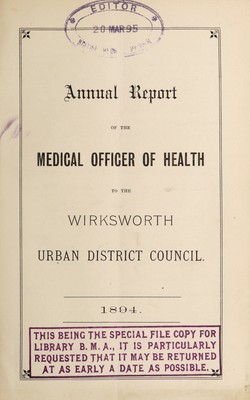 EDITOR
20 MAR 95
Annual Report
OF THE
MEDICAL OFFICER OF HEALTH
TO THE
WIRKSWORTH
URBAN DISTRICT COUNCIL.
1894.
THIS BEING THE SPECIAL FILE COPY FOR
LIBRARY B. M. A., IT IS PARTICULARLY
REQUESTED THAT IT MAY BE RETURNED
AT AS EARLY A DATE AS POSSIBLE.